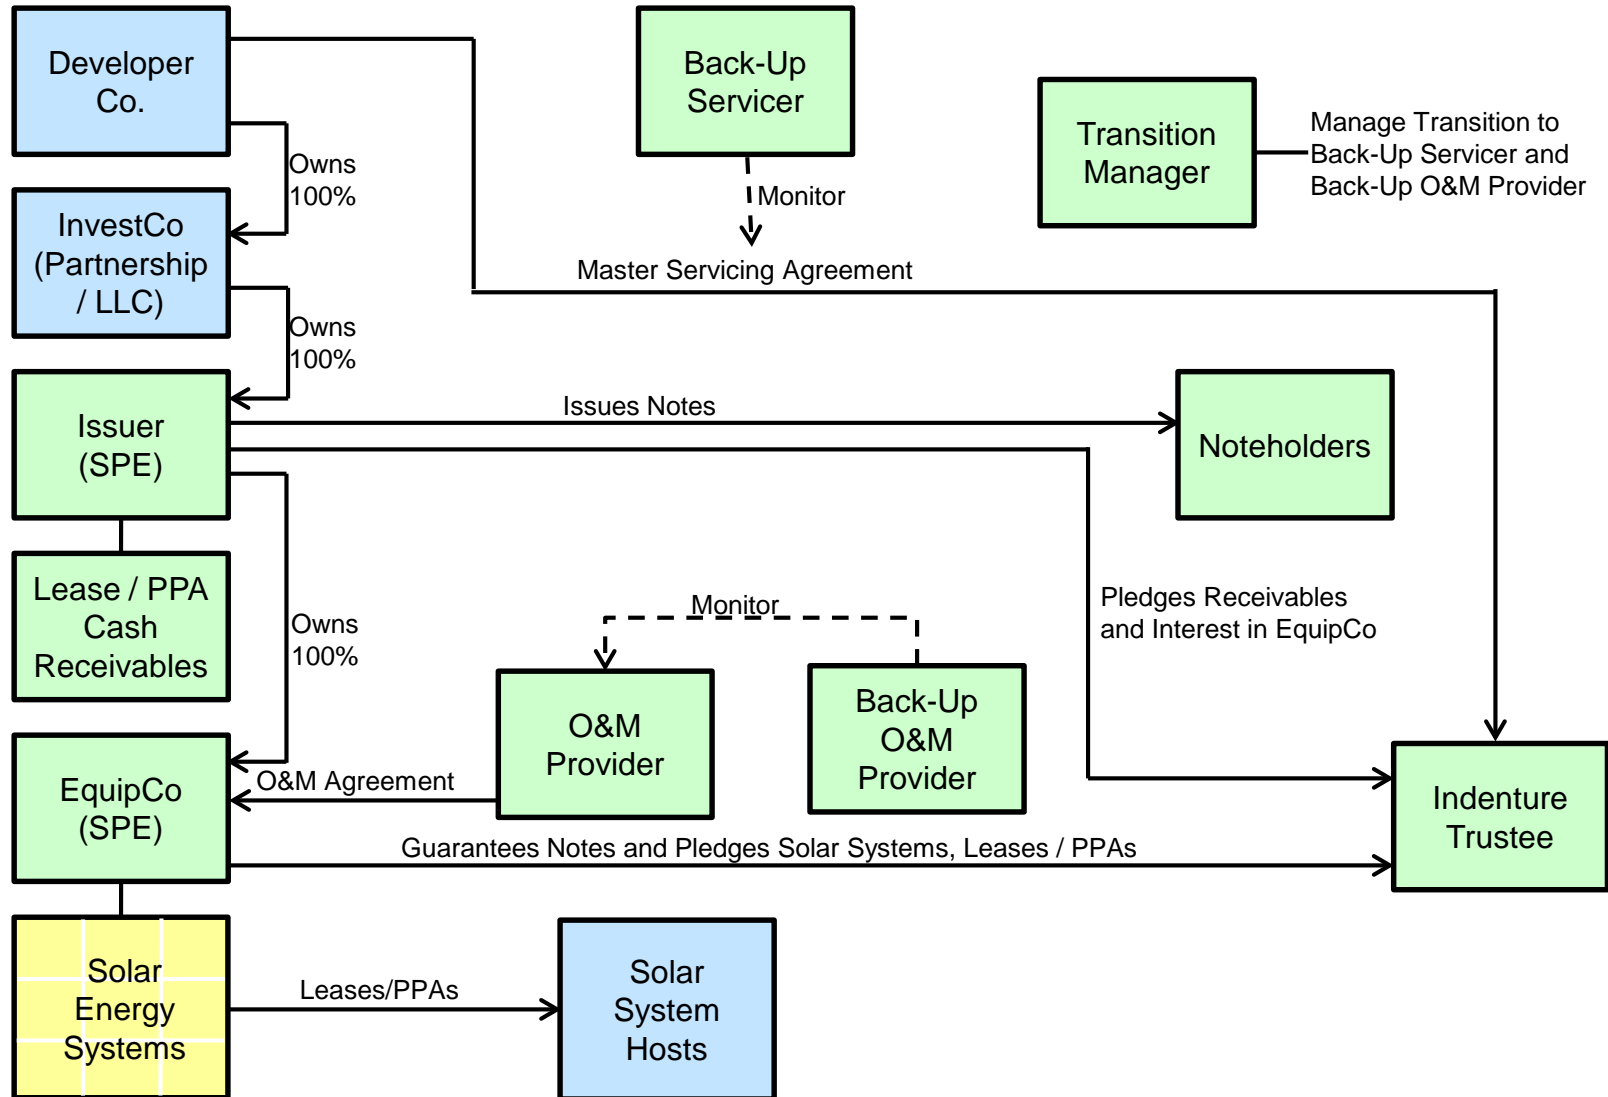 Developer
Co.
Back-Up
Servicer
Transition
Manager
Manage Transition to
Back-Up Servicer and
Back-Up O&M Provider
Owns
100%
Monitor
InvestCo
(Partnership
/ LLC)
Master Servicing Agreement
Owns
100%
Issuer
(SPE)
Issues Notes
Noteholders
Lease / PPA
Cash
Receivables
Owns
100%
Monitor
Pledges Receivables
and Interest in EquipCo
O&M
Provider
Back-Up
O&M
Provider
EquipCo
(SPE)
O&M Agreement
Indenture
Trustee
Guarantees Notes and Pledges Solar Systems, Leases / PPAs
Solar
Energy
Systems
Leases/PPAs
Solar
System
Hosts